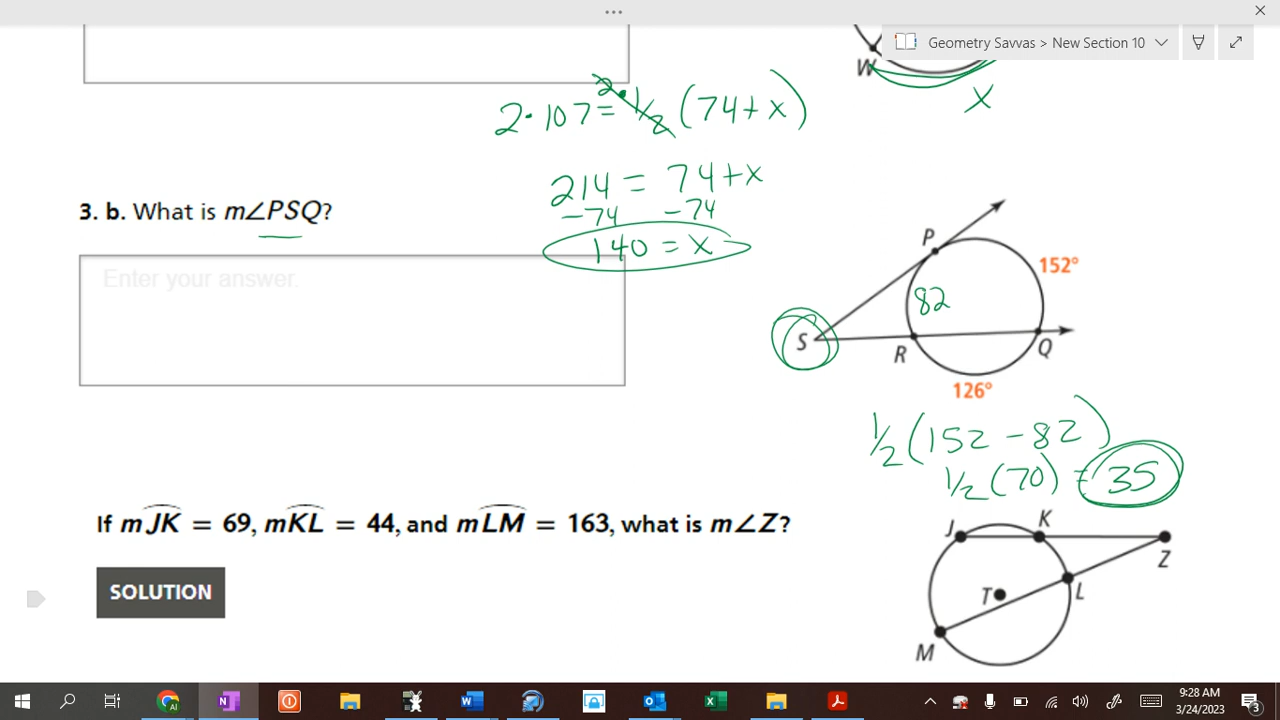 Geometry Savvas > New Section 10
W
x
2 · 107 = 2 · 1/2 (74 + x)
214 = 74 + x
-74 -74
140 = x
3. b. What is m∠PSQ?
Enter your answer.
P
152°
82
S
R
Q
126°
1/2 (152 - 82)
1/2 (70) = 35
If mJK = 69, mKL = 44, and mLM = 163, what is m∠Z?
SOLUTION
J
K
Z
T
L
M
9:28 AM
3/24/2023
3